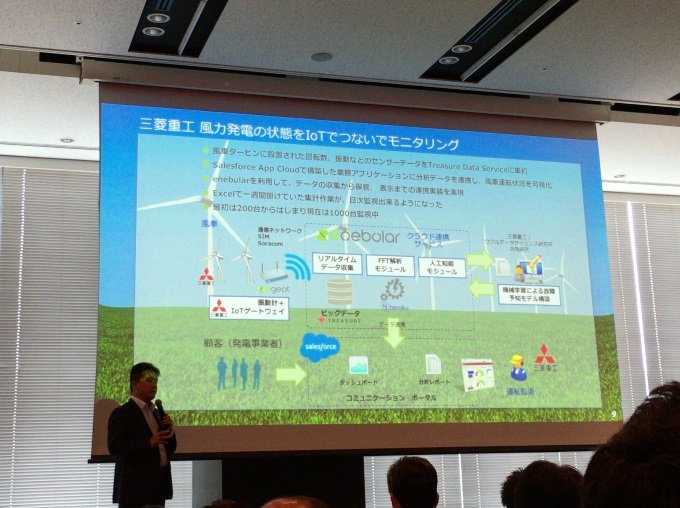 三菱重工 風力発電の状態をIoTでつないでモニタリング
風車タービンに設置された回転数、振動などのセンサーデータをTreasure Data Serviceに集約
Salesforce App Cloudで構築した業務アプリケーションに分析データを連携し、風車運転状況を可視化
enebularを利用して、データの収集から保管、表示までの連携実装を実現
Excelで一週間掛けていた集計作業が、日次監視出来るようになった
最初は200台からはじまり現在は1000台監視中
風車
通信ネットワーク
SIM
Soracom
enebular
クラウド連携
サービス
リアルタイム
データ収集
FFT解析
モジュール
人工知能
モジュール
機械学習による故障
予知モデル構築
三菱重工
振動計+
IoTゲートウェイ
ビッグデータ
TREASURE
heroku
データ連携
顧客（発電事業者）
salesforce
ダッシュボード
分析レポート
コミュニケーション・ポータル
運転監視
三菱重工